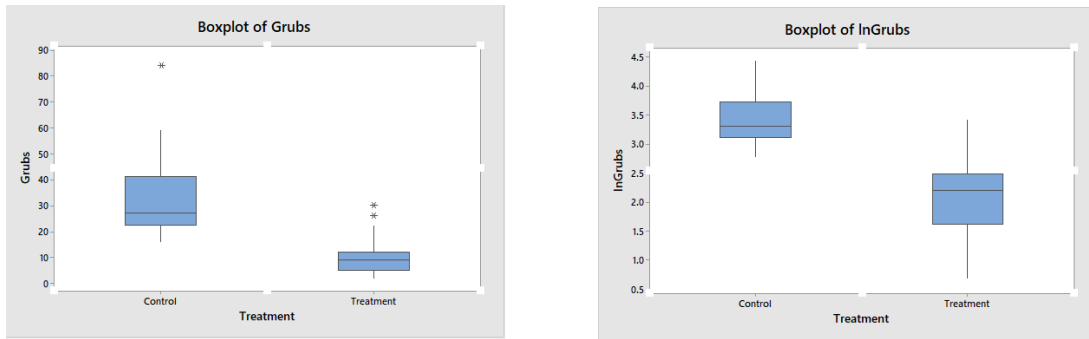 Boxplot of Grubs
90
80
70
60
50
40
30
20
10
0
Grubs
Control Treatment
Treatment
Boxplot of lnGrubs
4.5
4.0
3.5
3.0
2.5
2.0
1.5
1.0
0.5
lnGrubs
Control Treatment
Treatment